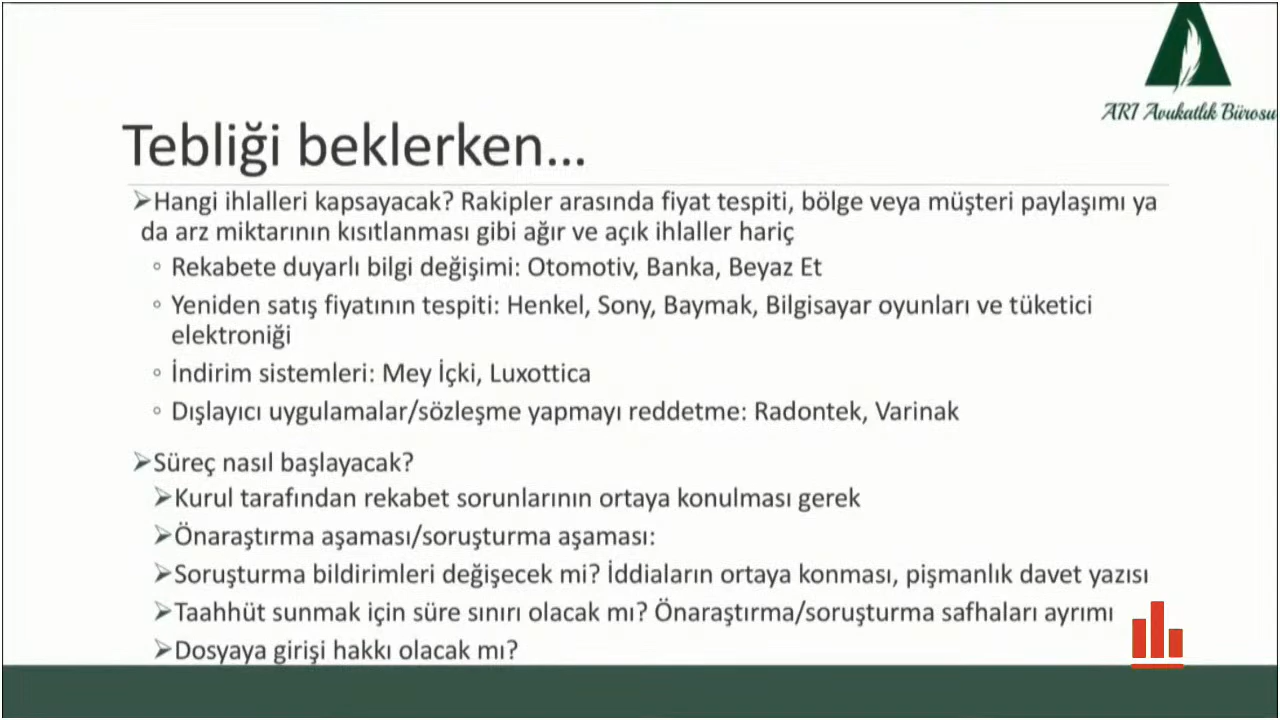 ARI Avukatlık Bürosu
Tebliği beklerken...
➢Hangi ihlalleri kapsayacak? Rakipler arasında fiyat tespiti, bölge veya müşteri paylaşımı ya
da arz miktarının kısıtlanması gibi ağır ve açık ihlaller hariç
◦ Rekabete duyarlı bilgi değişimi: Otomotiv, Banka, Beyaz Et
◦ Yeniden satış fiyatının tespiti: Henkel, Sony, Baymak, Bilgisayar oyunları ve tüketici
elektroniği
◦ İndirim sistemleri: Mey İçki, Luxottica
◦ Dışlayıcı uygulamalar/sözleşme yapmayı reddetme: Radontek, Varinak
➢Süreç nasıl başlayacak?
➢Kurul tarafından rekabet sorunlarının ortaya konulması gerek
➢Önaraştırma aşaması/soruşturma aşaması:
➢Soruşturma bildirimleri değişecek mi? İddiaların ortaya konması, pişmanlık davet yazısı
➢Taahhüt sunmak için süre sınırı olacak mı? Önaraştırma/soruşturma safhaları ayrımı
➢Dosyaya girişi hakkı olacak mı?